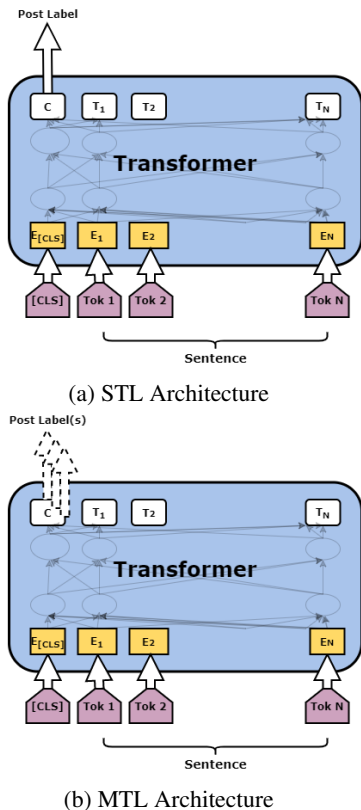 Post Label
C T1 T2 TN
Transformer
E[CLS] E1 E2 EN
[CLS] Tok 1 Tok 2 Tok N
Sentence
(a) STL Architecture
Post Label(s)
C T1 T2 TN
Transformer
E[CLS] E1 E2 EN
[CLS] Tok 1 Tok 2 Tok N
Sentence
(b) MTL Architecture